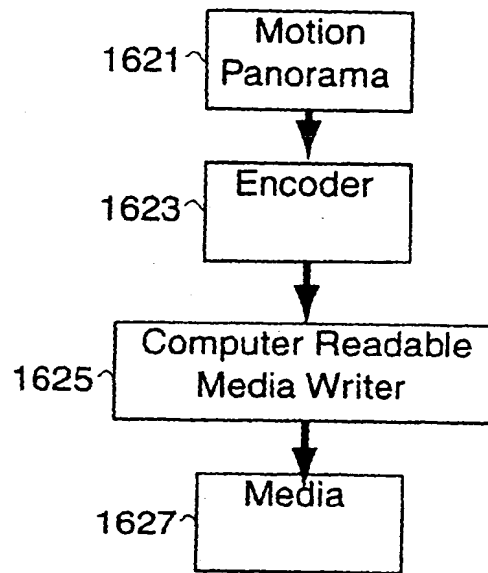 Motion
1621 Panorama
Encoder
1623
Computer Readable
1625 Media Writer
Media
1627